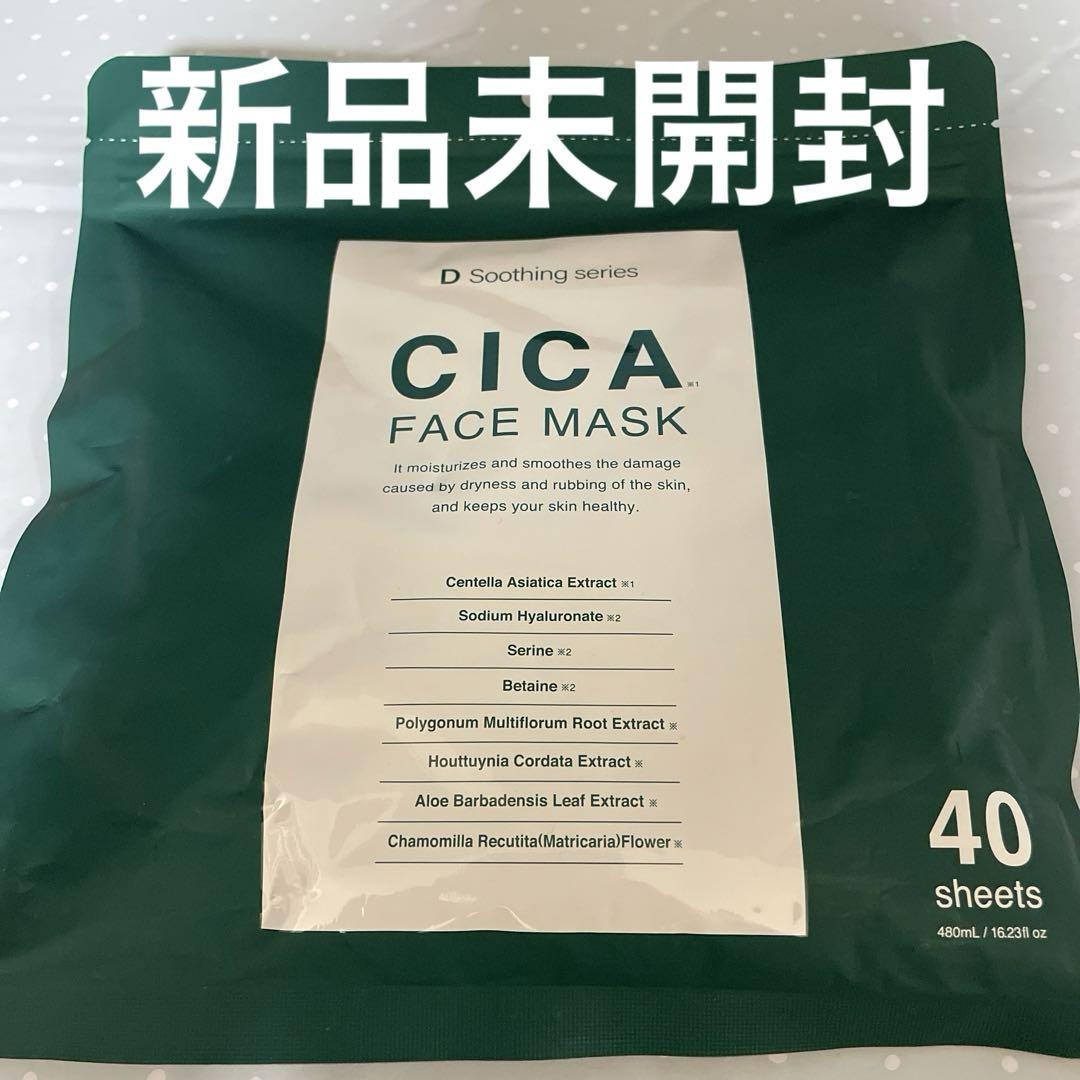 新品未開封
D Soothing series
CICA ※1
FACE MASK
It moisturizes and smoothes the damage
caused by dryness and rubbing of the skin,
and keeps your skin healthy.
Centella Asiatica Extract ※1
Sodium Hyaluronate ※2
Serine ※2
Betaine ※2
Polygonum Multiflorum Root Extract ※
Houttuynia Cordata Extract ※
Aloe Barbadensis Leaf Extract ※
Chamomilla Recutita(Matricaria)Flower ※
40
sheets
480mL / 16.23fl oz